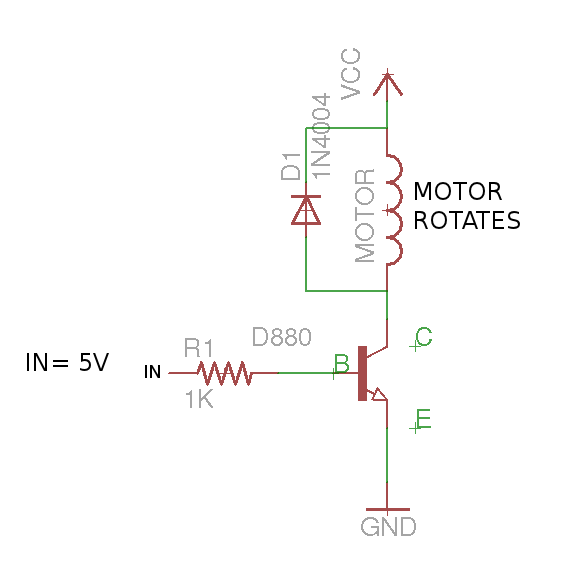 VCC
D1
1N4004
MOTOR
MOTOR
ROTATES
D880
C
R1
B
IN= 5V
IN
1K
E
GND